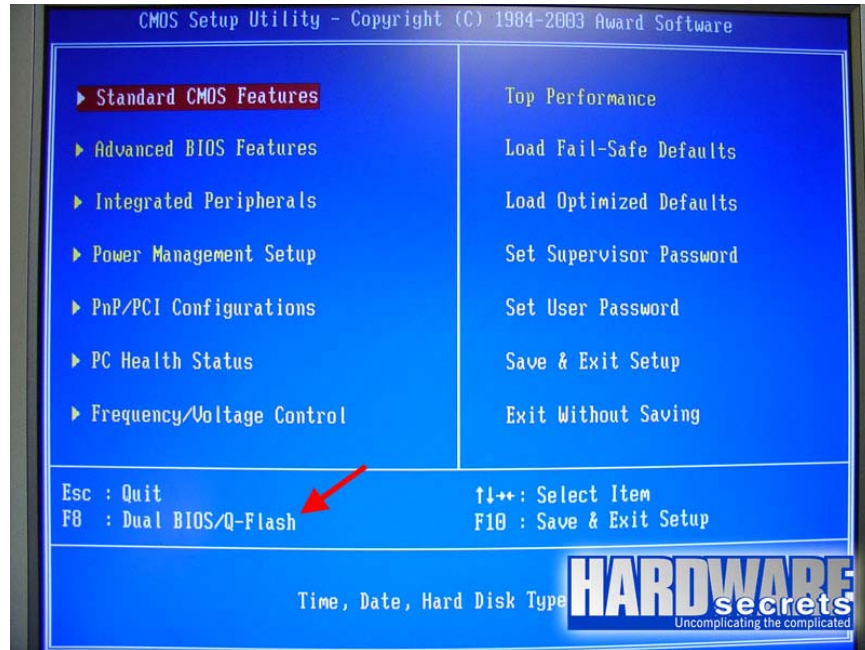 CMOS Setup Utility - Copyright (C) 1984-2003 Award Software
▶ Standard CMOS Features
▶ Advanced BIOS Features
▶ Integrated Peripherals
▶ Power Management Setup
▶ PnP/PCI Configurations
▶ PC Health Status
▶ Frequency/Voltage Control
Top Performance
Load Fail-Safe Defaults
Load Optimized Defaults
Set Supervisor Password
Set User Password
Save & Exit Setup
Exit Without Saving
Esc : Quit
F8 : Dual BIOS/Q-Flash
↑↓→←: Select Item
F10 : Save & Exit Setup
Time, Date, Hard Disk Type
HARDWARE
secrets
Uncomplicating the complicated